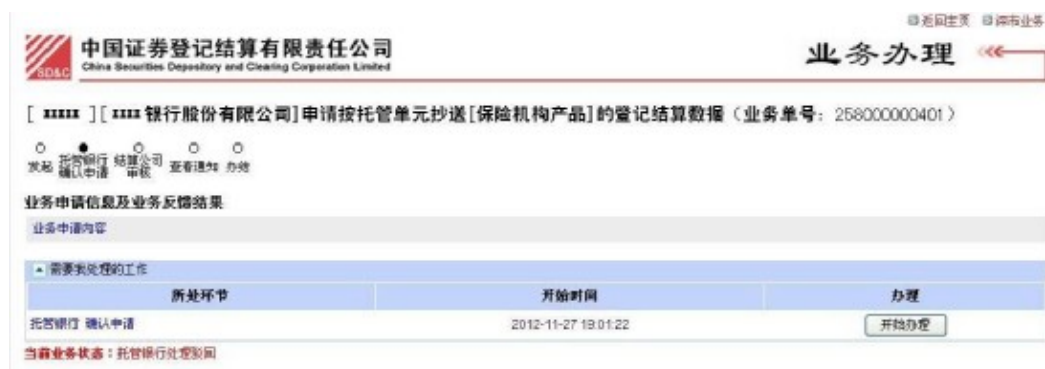 返回主页 深市业务
中国证券登记结算有限责任公司
China Securities Depository and Clearing Corporation Limited
SD&C
业务办理
[ xxxxx ][ xxxx 银行股份有限公司]申请按托管单元抄送[保险机构产品]的登记结算数据（业务单号：258000000401）
发起 托管银行确认申请 结算公司审核 查看通知 办结
业务申请信息及业务反馈结果
业务申请内容
需要我处理的工作
所处环节 开始时间 办理
托管银行 确认申请 2012-11-27 19:01:22 开始办理
当前业务状态：托管银行处理驳回